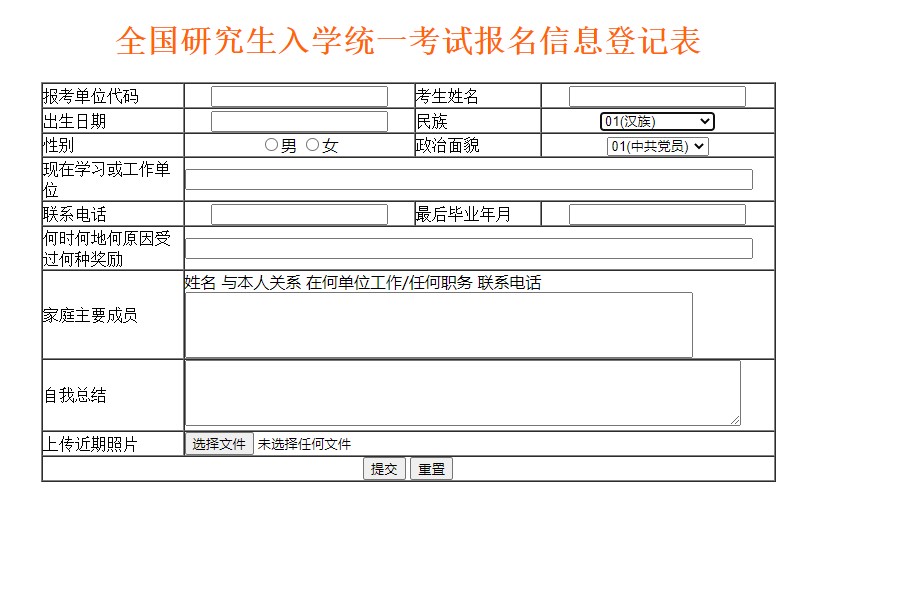 全国研究生入学统一考试报名信息登记表
报考单位代码 考生姓名
出生日期 民族 01(汉族)
性别 男 女 政治面貌 01(中共党员)
现在学习或工作单
位
联系电话 最后毕业年月
何时何地何原因受
过何种奖励
姓名 与本人关系 在何单位工作/任何职务 联系电话
家庭主要成员
自我总结
上传近期照片 选择文件 未选择任何文件
提交 重置